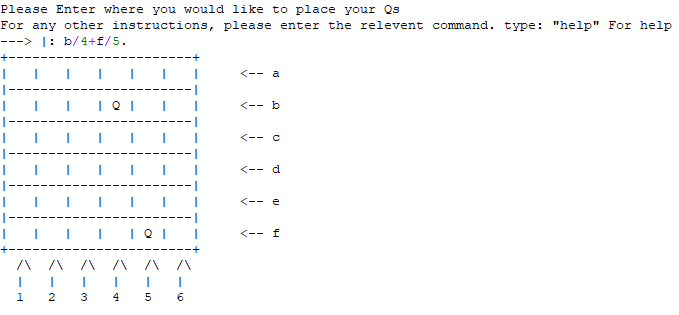 Please Enter where you would like to place your Qs
For any other instructions, please enter the relevent command. type: "help" For help
---> |: b/4+f/5.
+-----------------------+
|   |   |   |   |   |   |     <-- a
|-----------------------|
|   |   |   | Q |   |   |     <-- b
|-----------------------|
|   |   |   |   |   |   |     <-- c
|-----------------------|
|   |   |   |   |   |   |     <-- d
|-----------------------|
|   |   |   |   |   |   |     <-- e
|-----------------------|
|   |   |   |   | Q |   |     <-- f
+-----------------------+
  /\  /\  /\  /\  /\  /\
  |   |   |   |   |   |
  1   2   3   4   5   6